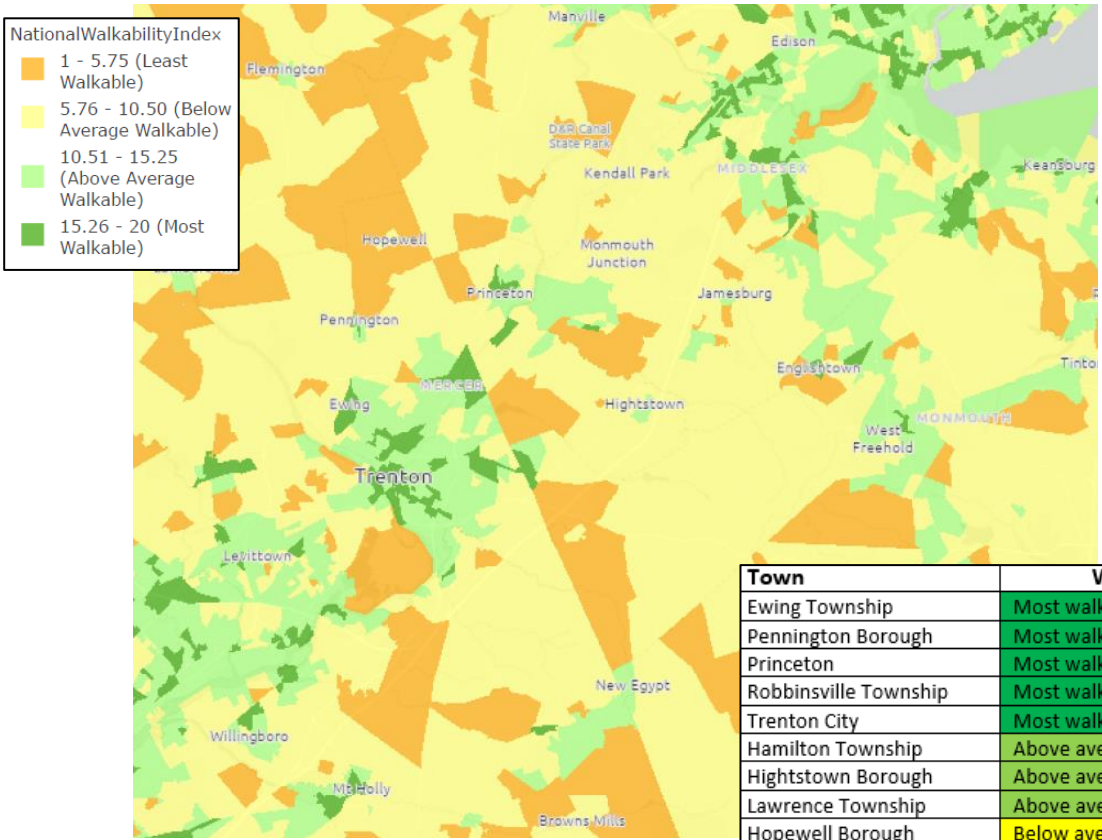 NationalWalkabilityIndex
1 - 5.75 (Least
Walkable)
5.76 - 10.50 (Below
Average Walkable)
10.51 - 15.25
(Above Average
Walkable)
15.26 - 20 (Most
Walkable)
Manville
Edison
Flemington
D&R Canal
State Park
Kendall Park
MIDDLESEX
Keansburg
Hopewell
Monmouth
Junction
Princeton
Jamesburg
Pennington
Englishtown
Tinto
MERCER
Ewing
Hightstown
MONMOUTH
West
Freehold
Trenton
Levittown
New Egypt
Willingboro
Mt Holly
Browns Mills
Town W
Ewing Township Most walk
Pennington Borough Most walk
Princeton Most walk
Robbinsville Township Most walk
Trenton City Most walk
Hamilton Township Above ave
Hightstown Borough Above ave
Lawrence Township Above ave
Hopewell Borough Below ave